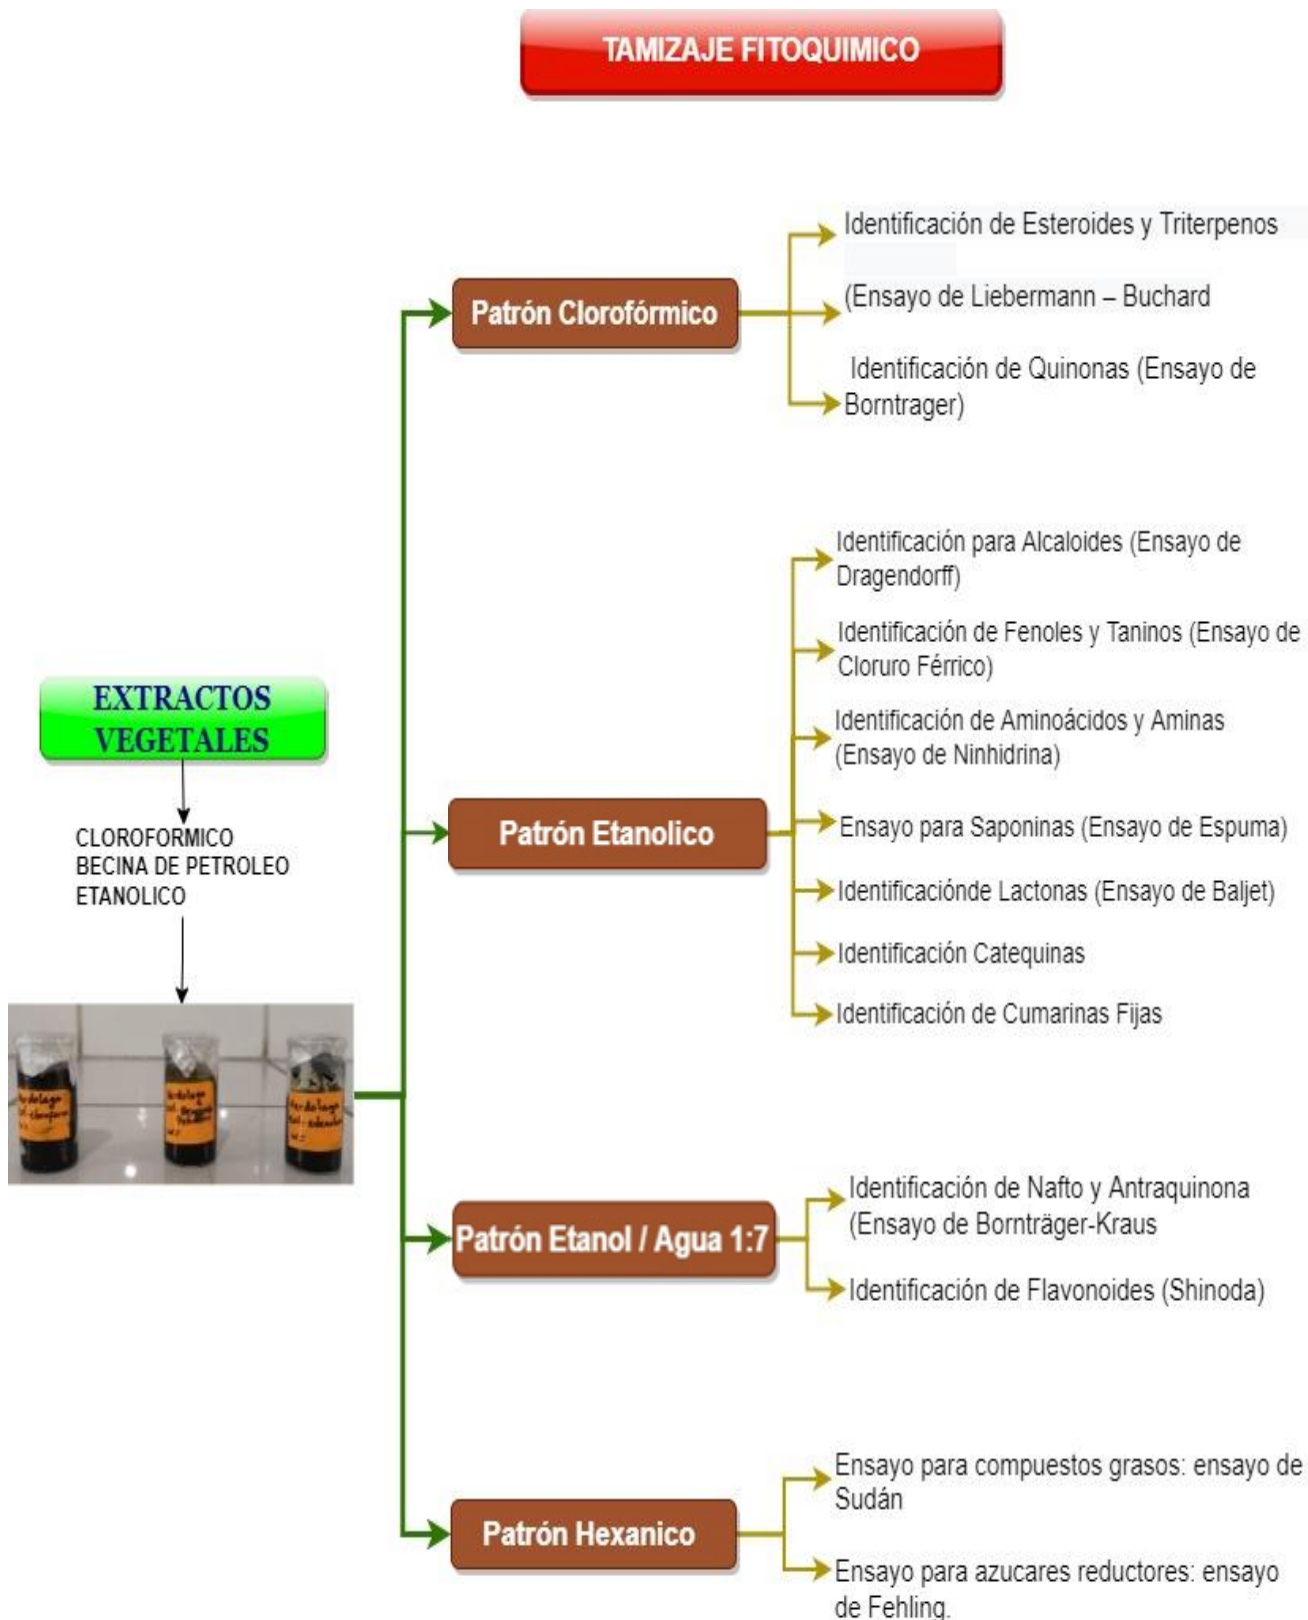 TAMIZAJE FITOQUIMICO
Identificación de Esteroides y Triterpenos
(Ensayo de Liebermann – Buchard
Patrón Clorofórmico
Identificación de Quinonas (Ensayo de
Borntrager)
Identificación para Alcaloides (Ensayo de
Dragendorff)
Identificación de Fenoles y Taninos (Ensayo de
Cloruro Férrico)
EXTRACTOS
VEGETALES
Identificación de Aminoácidos y Aminas
(Ensayo de Ninhidrina)
CLOROFORMICO
BECINA DE PETROLEO
ETANOLICO
Patrón Etanolico
Ensayo para Saponinas (Ensayo de Espuma)
Identificaciónde Lactonas (Ensayo de Baljet)
Identificación Catequinas
Identificación de Cumarinas Fijas
Patrón Etanol / Agua 1:7
Identificación de Nafto y Antraquinona
(Ensayo de Bornträger-Kraus
Identificación de Flavonoides (Shinoda)
Patrón Hexanico
Ensayo para compuestos grasos: ensayo de
Sudán
Ensayo para azucares reductores: ensayo
de Fehling.